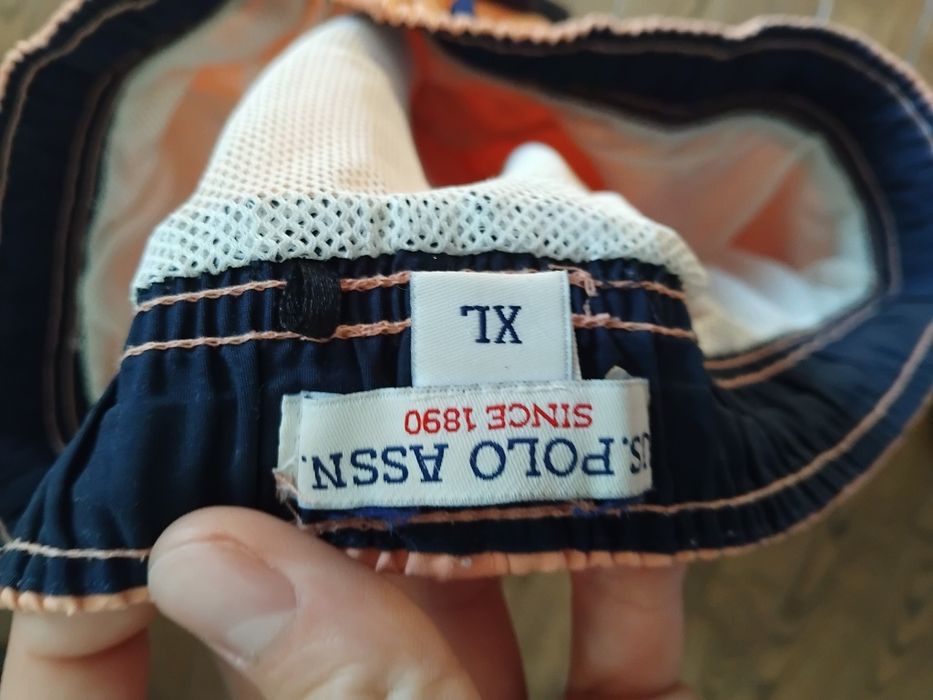 U.S. POLO ASSN.
SINCE 1890
XL